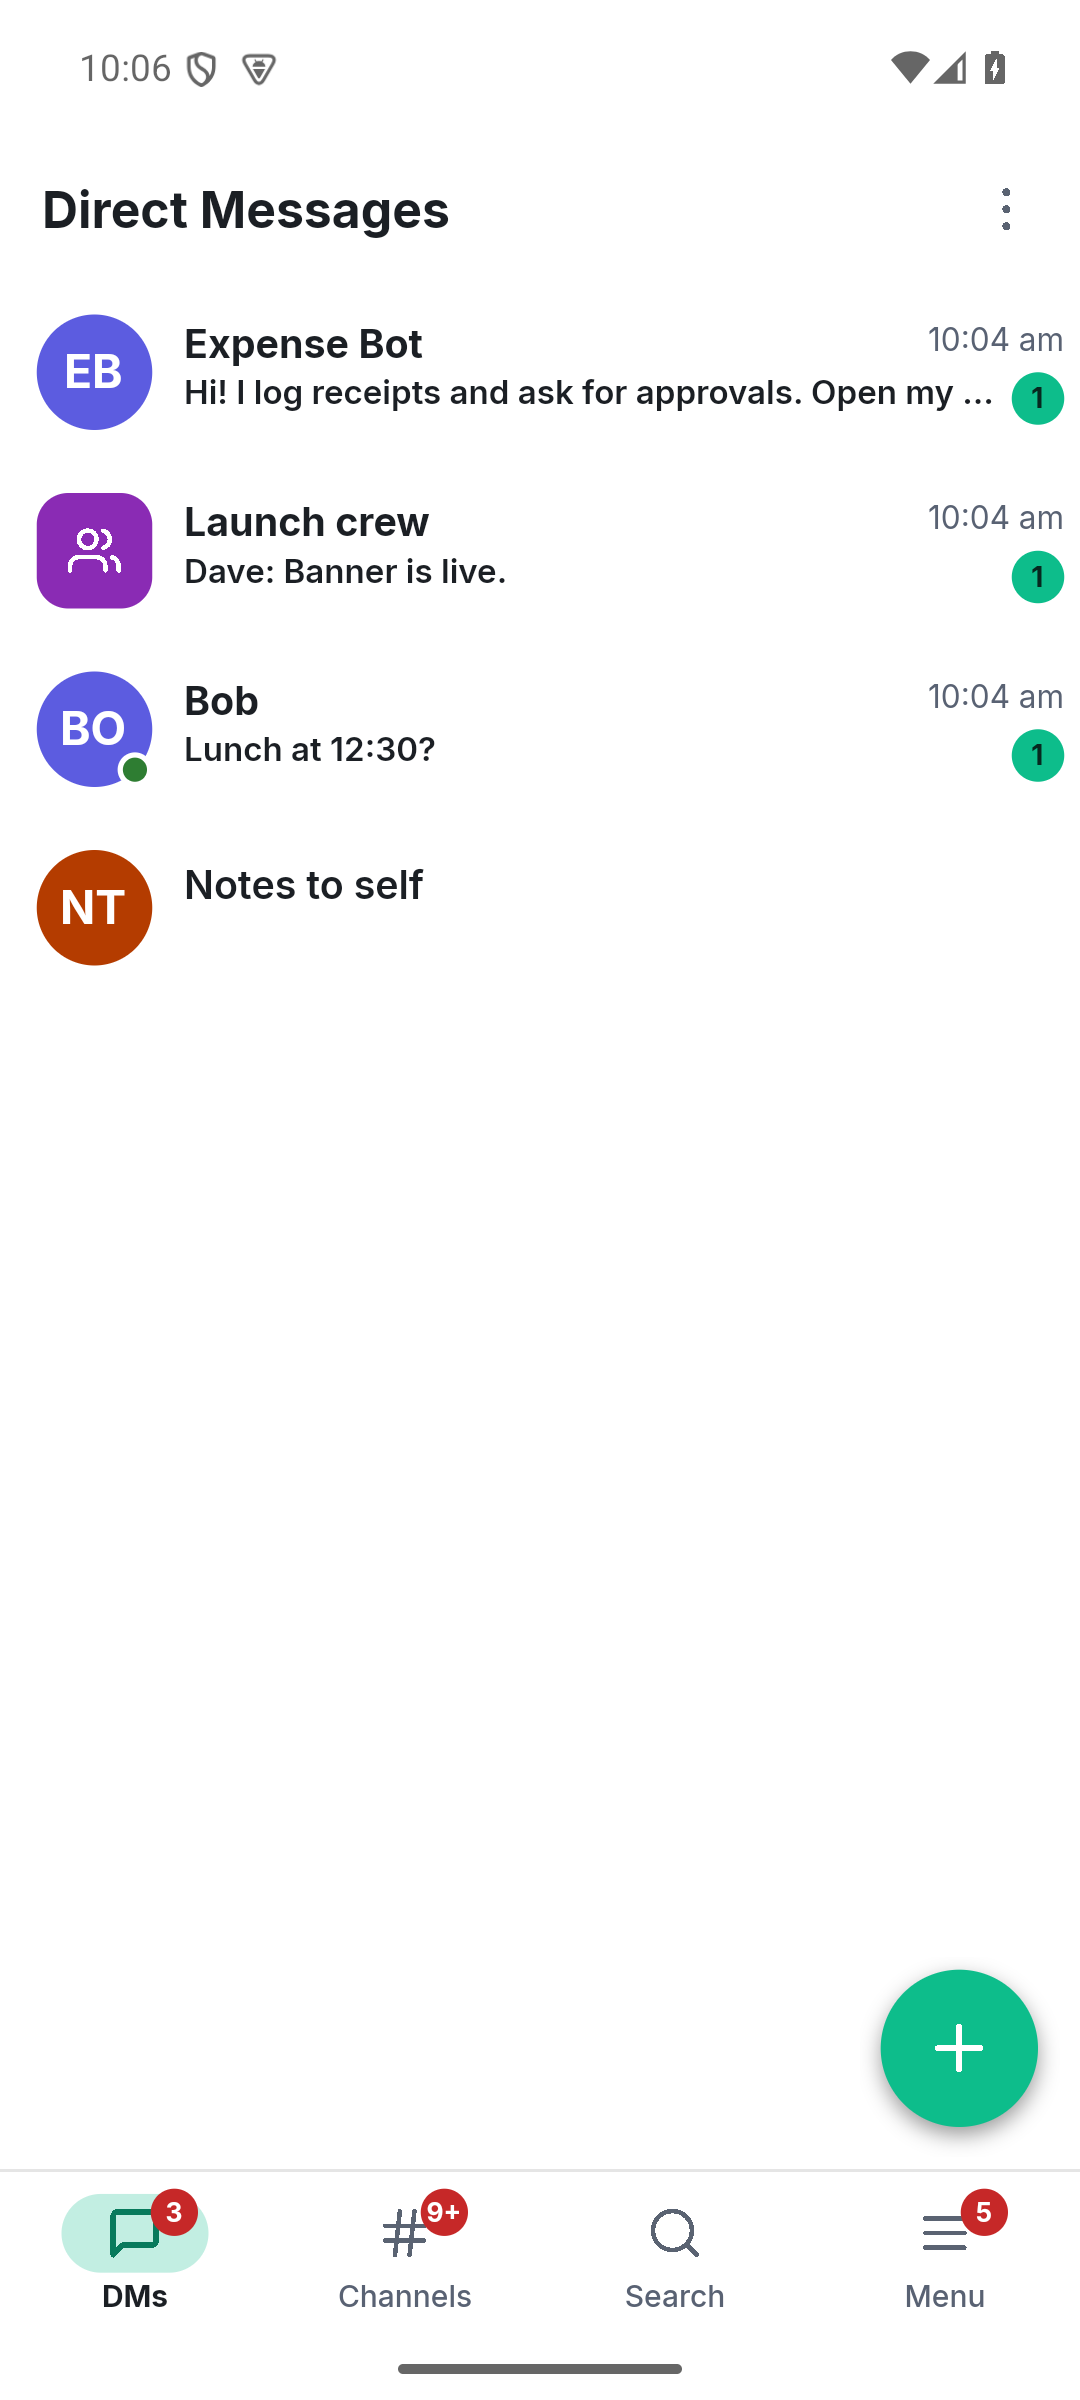 10:06
Direct Messages
EB
Expense Bot
10:04 am
Hi! I log receipts and ask for approvals. Open my ...
1
Launch crew
10:04 am
Dave: Banner is live.
1
BO
Bob
10:04 am
Lunch at 12:30?
1
NT
Notes to self
3
9+
5
DMs
Channels
Search
Menu